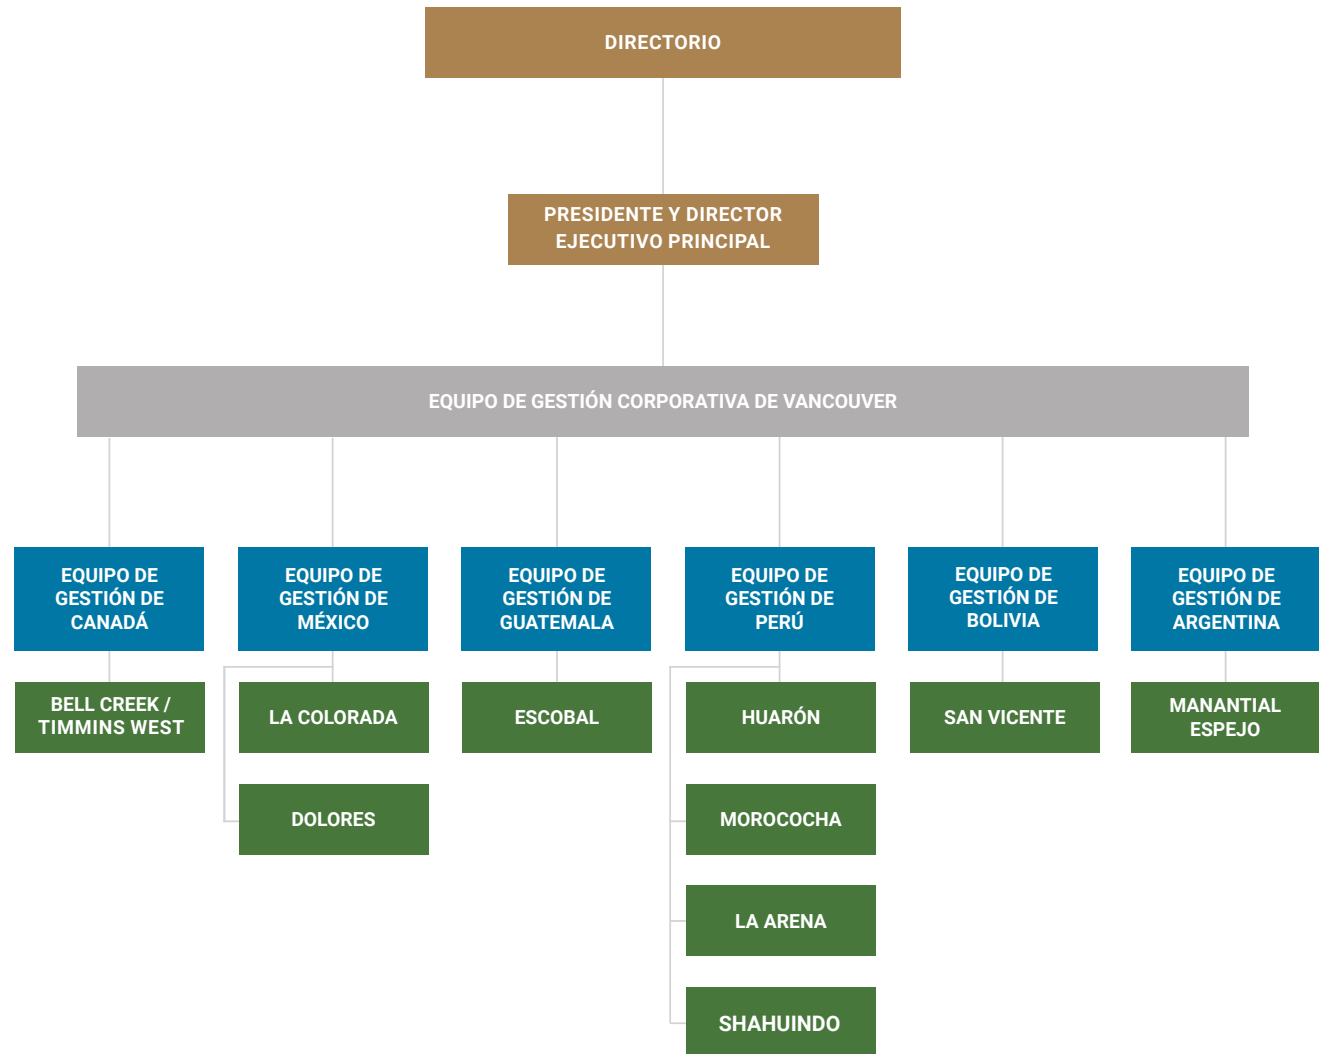 DIRECTORIO
PRESIDENTE Y DIRECTOR
EJECUTIVO PRINCIPAL
EQUIPO DE GESTIÓN CORPORATIVA DE VANCOUVER
EQUIPO DE
GESTIÓN DE
CANADÁ
EQUIPO DE
GESTIÓN DE
MÉXICO
EQUIPO DE
GESTIÓN DE
GUATEMALA
EQUIPO DE
GESTIÓN DE
PERÚ
EQUIPO DE
GESTIÓN DE
BOLIVIA
EQUIPO DE
GESTIÓN DE
ARGENTINA
BELL CREEK /
TIMMINS WEST
LA COLORADA
ESCOBAL
HUARÓN
SAN VICENTE
MANANTIAL
ESPEJO
DOLORES
MOROCOCHA
LA ARENA
SHAHUINDO